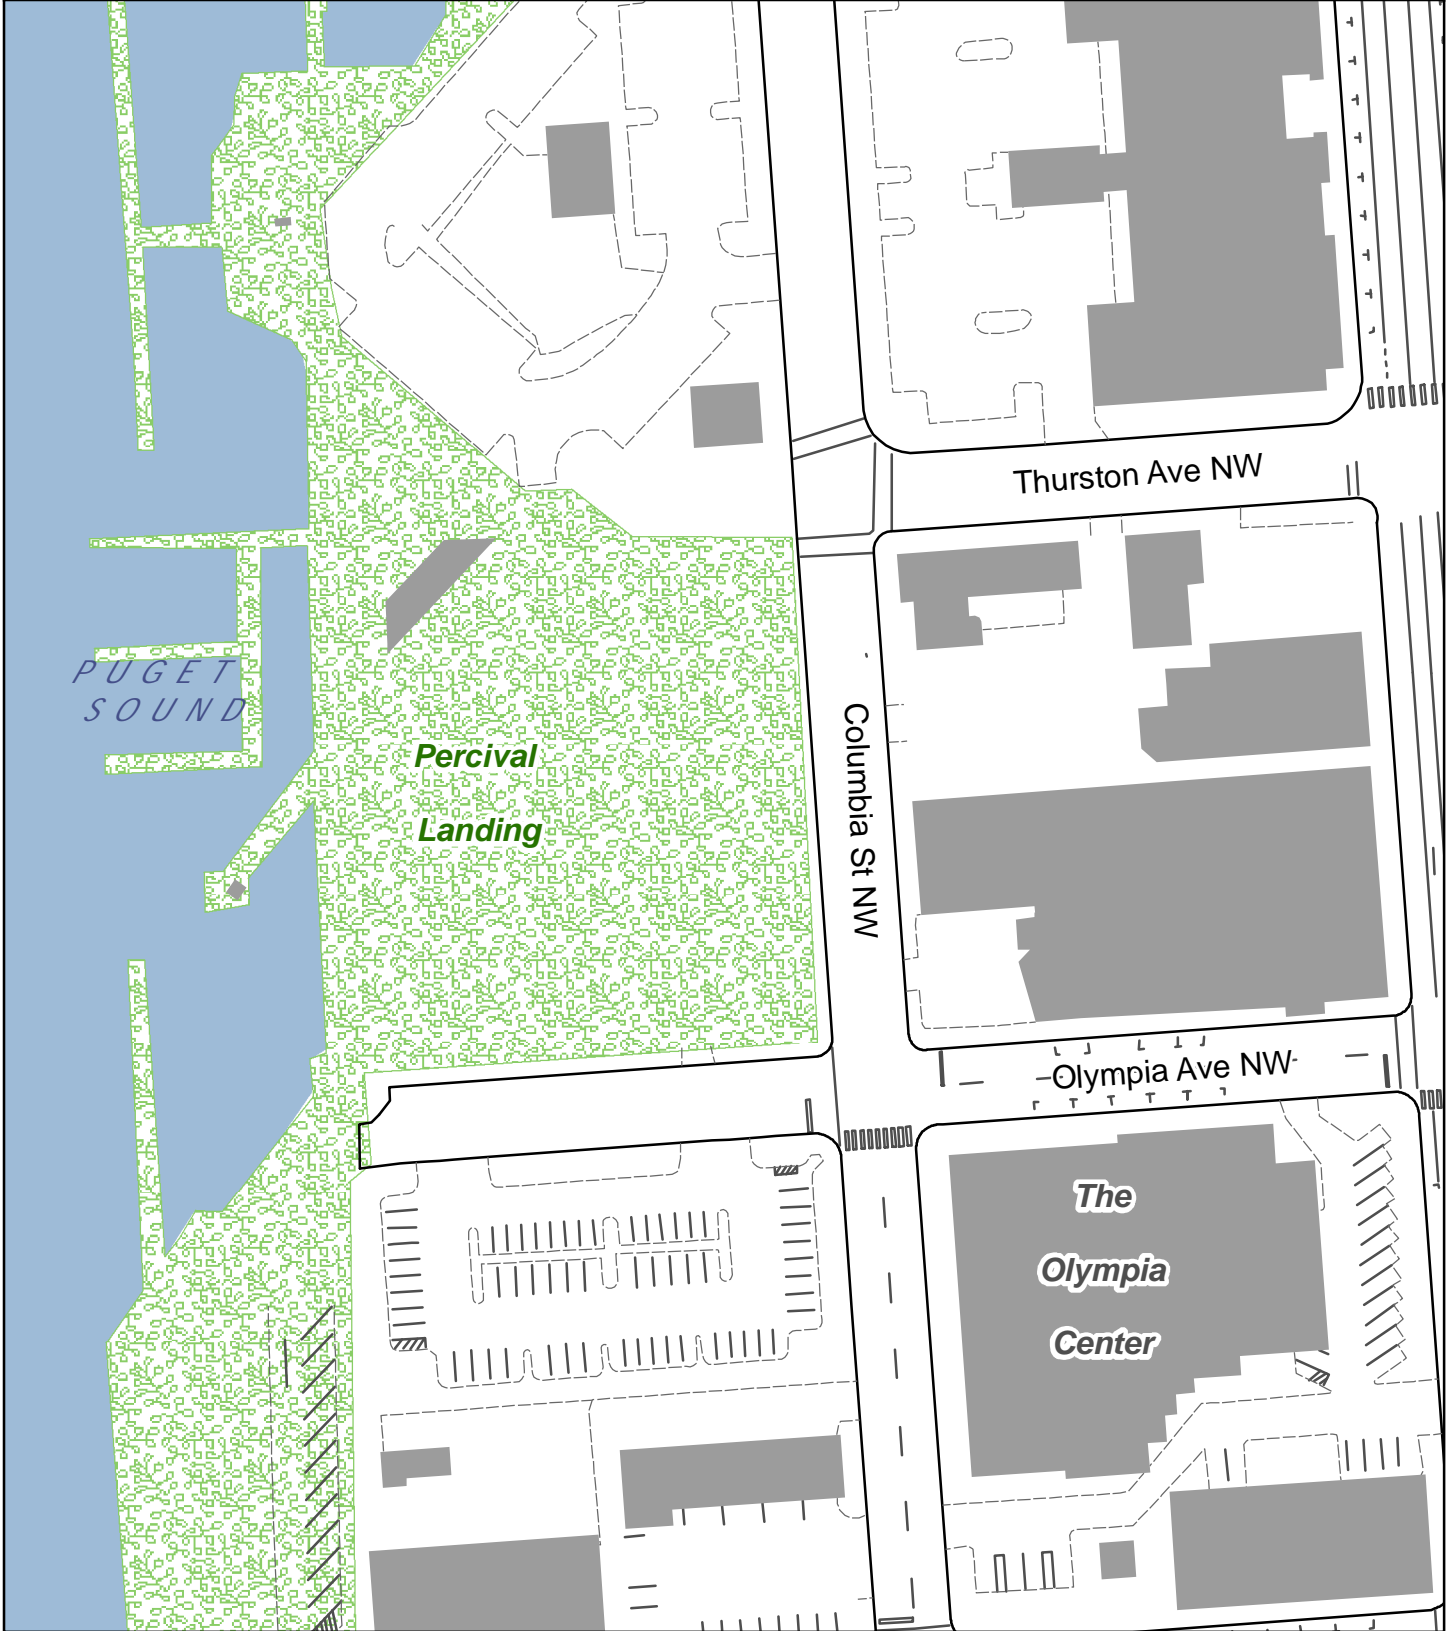 Thurston Ave NW
PUGET
SOUND
Percival
Landing
Columbia St NW
Olympia Ave NW
The
Olympia
Center